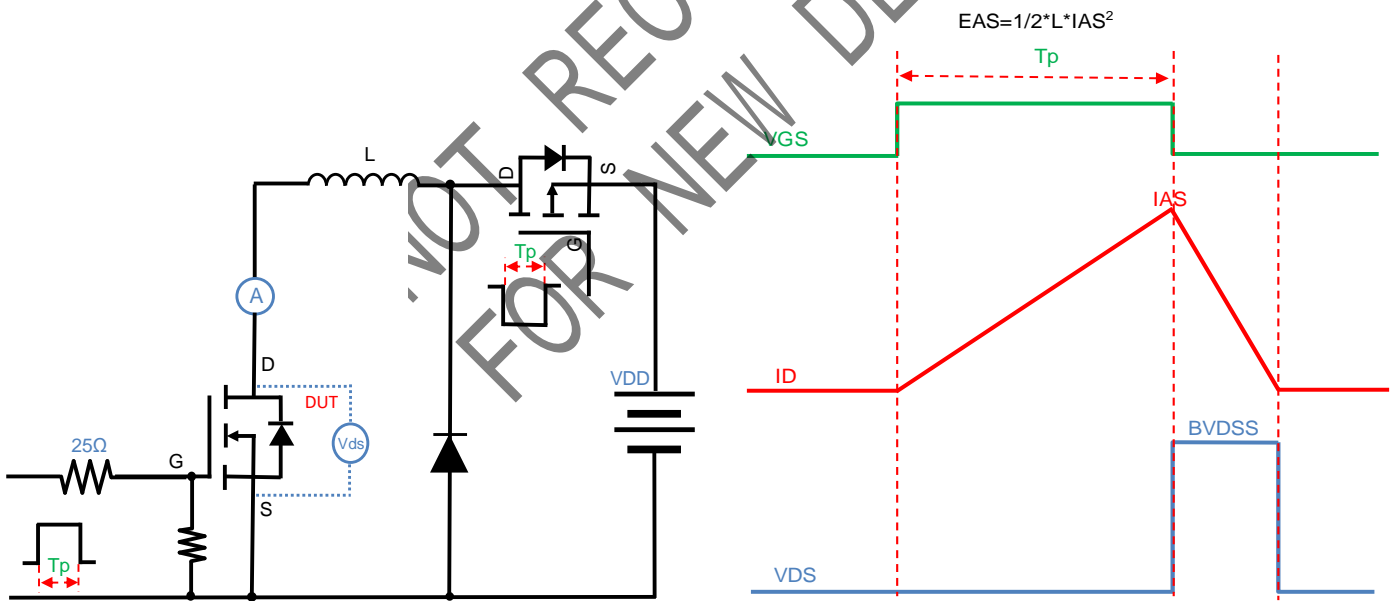 EAS=1/2*L*IAS²
Tp
VGS
L
D
S
IAS
G
Tp
A
D
VDD
ID
DUT
BVDSS
25Ω
G
Vds
S
Tp
VDS
NOT REC
FOR NEW DE